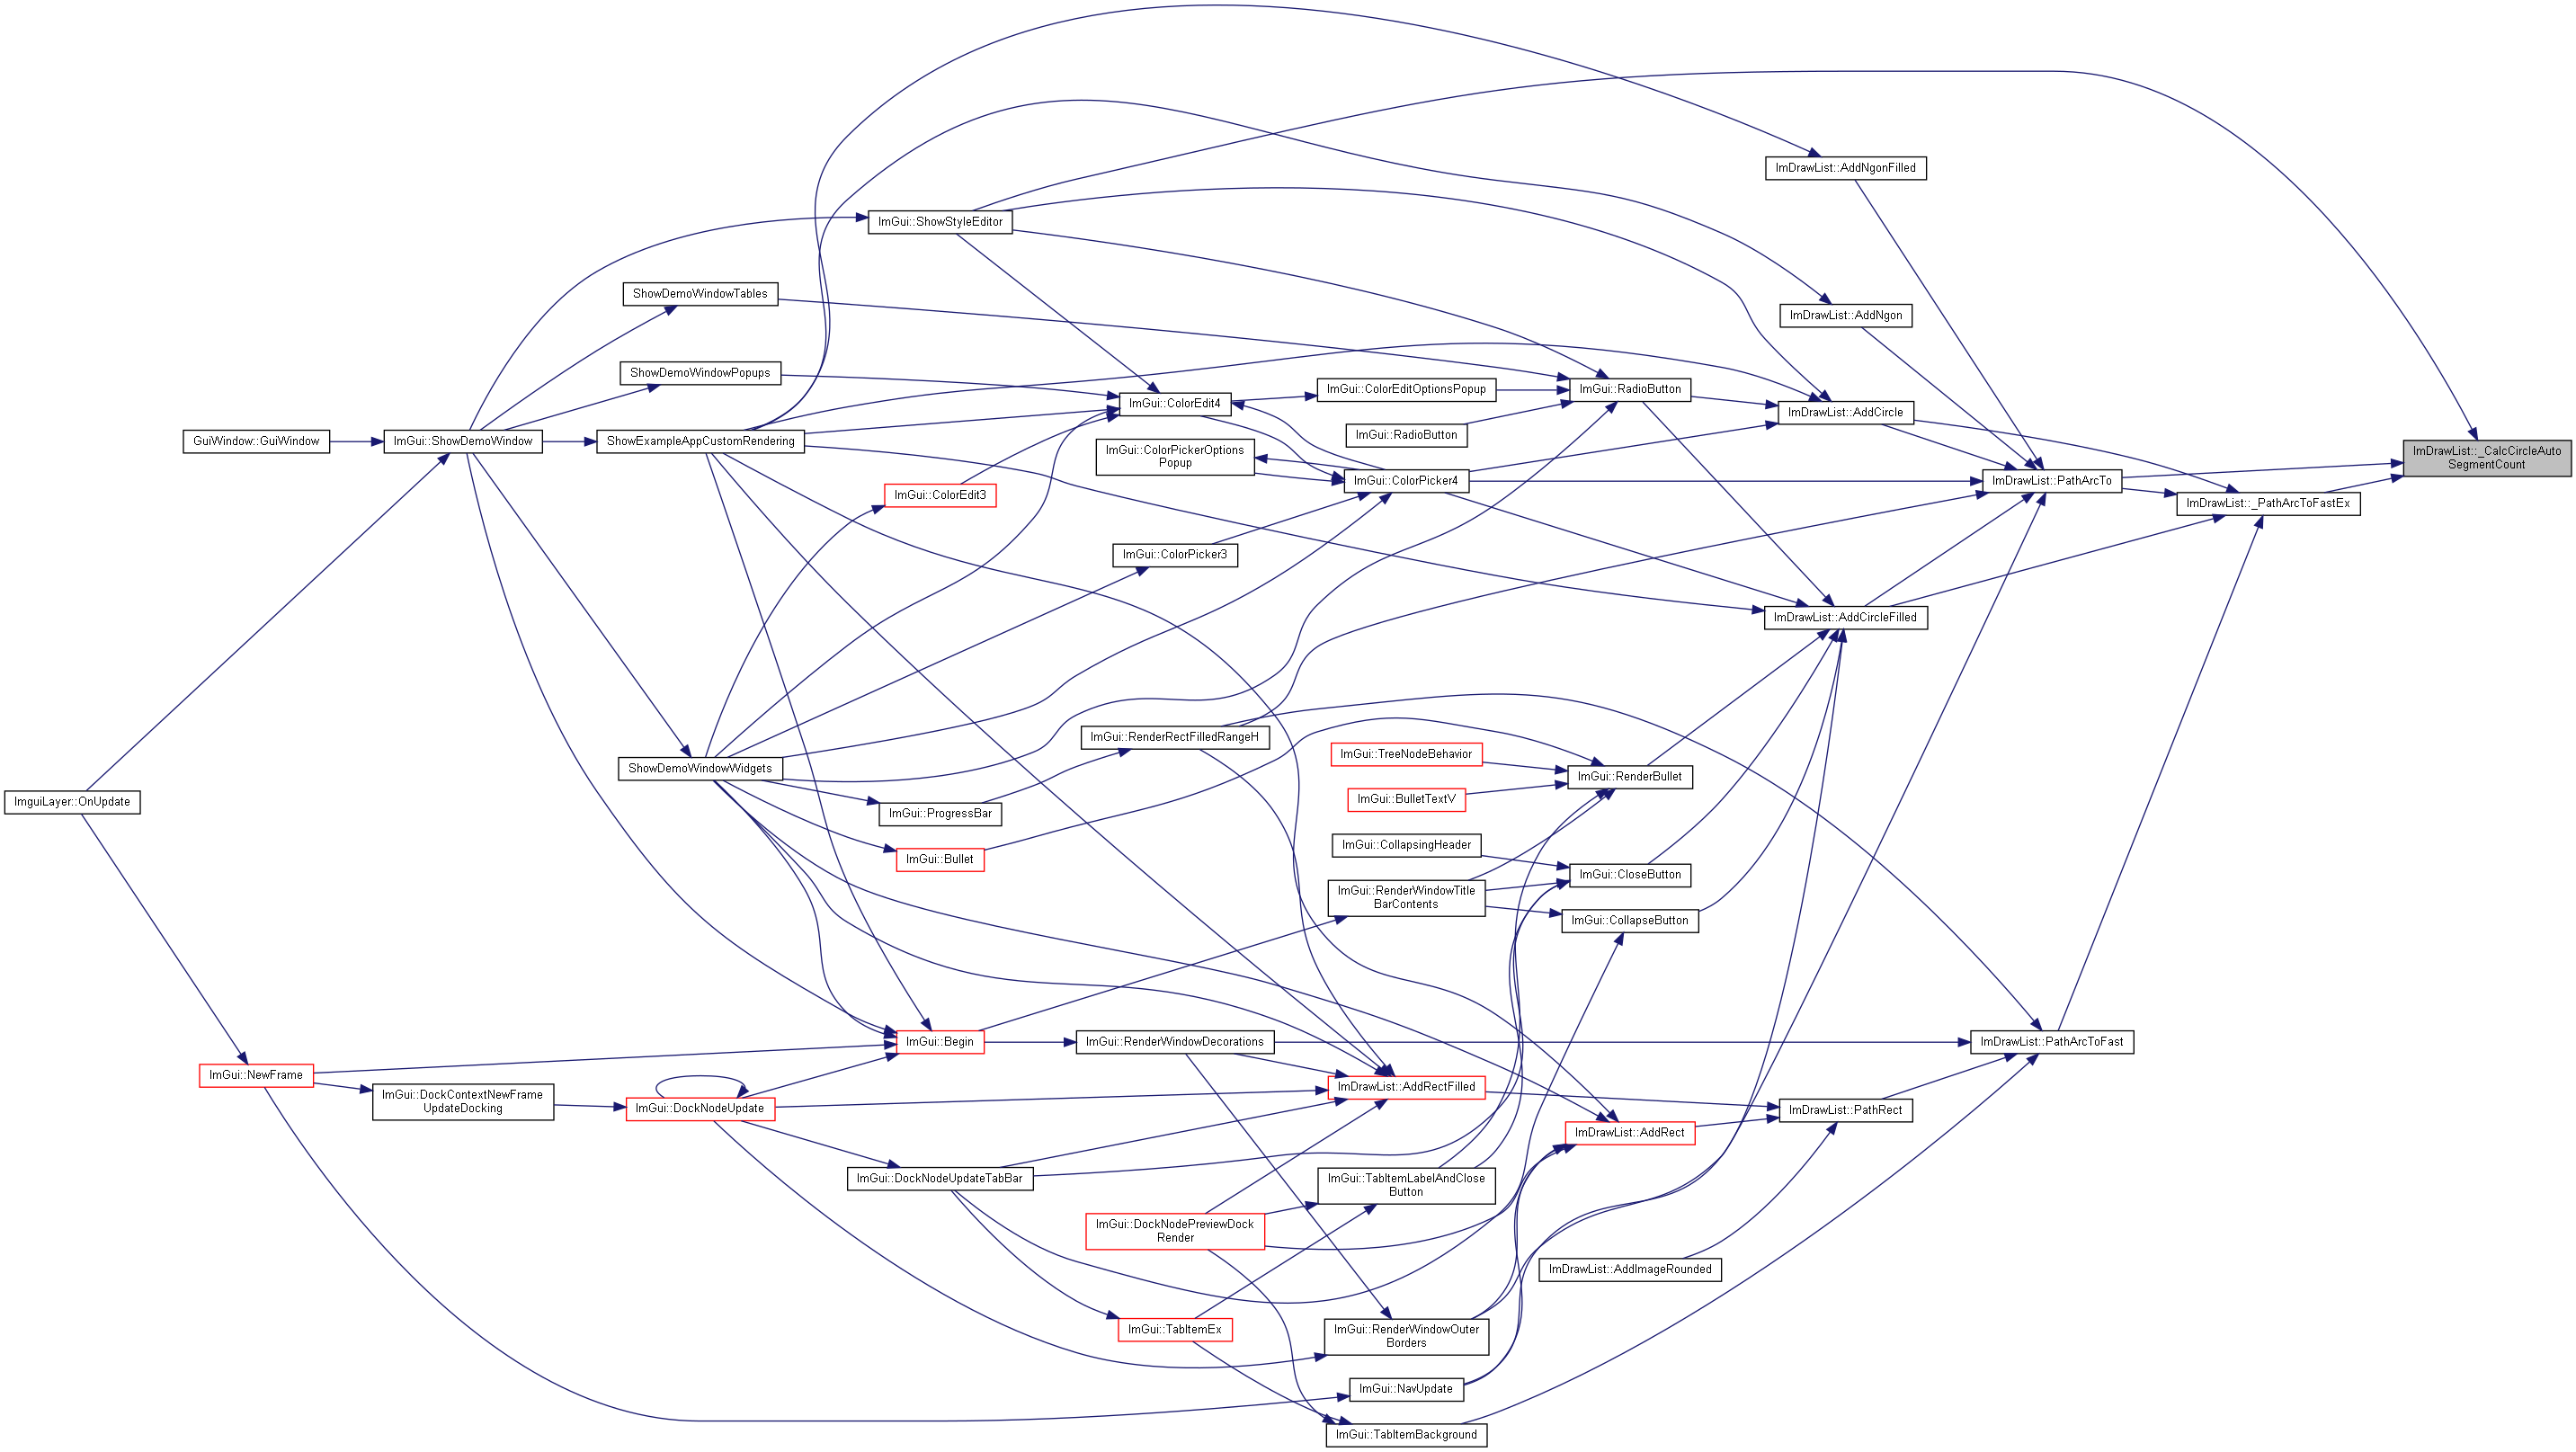 ImDrawList::AddNgonFilled
ImGui::ShowStyleEditor
ShowDemoWindowTables
ImDrawList::AddNgon
ShowDemoWindowPopups
ImGui::ColorEditOptionsPopup
ImGui::RadioButton
ImGui::ColorEdit4
ImDrawList::AddCircle
ImGui::RadioButton
GuiWindow::GuiWindow
ImGui::ShowDemoWindow
ShowExampleAppCustomRendering
ImGui::ColorPickerOptions
Popup
ImDrawList::_CalcCircleAuto
SegmentCount
ImGui::ColorPicker4
ImDrawList::PathArcTo
ImGui::ColorEdit3
ImDrawList::_PathArcToFastEx
ImGui::ColorPicker3
ImDrawList::AddCircleFilled
ImGui::RenderRectFilledRangeH
ImGui::TreeNodeBehavior
ShowDemoWindowWidgets
ImGui::RenderBullet
ImGui::BulletTextV
ImguiLayer::OnUpdate
ImGui::ProgressBar
ImGui::CollapsingHeader
ImGui::Bullet
ImGui::CloseButton
ImGui::RenderWindowTitle
BarContents
ImGui::CollapseButton
ImGui::Begin
ImGui::RenderWindowDecorations
ImDrawList::PathArcToFast
ImGui::NewFrame
ImDrawList::AddRectFilled
ImGui::DockContextNewFrame
UpdateDocking
ImGui::DockNodeUpdate
ImDrawList::PathRect
ImDrawList::AddRect
ImGui::DockNodeUpdateTabBar
ImGui::TabItemLabelAndClose
Button
ImGui::DockNodePreviewDock
Render
ImDrawList::AddImageRounded
ImGui::TabItemEx
ImGui::RenderWindowOuter
Borders
ImGui::NavUpdate
ImGui::TabItemBackground